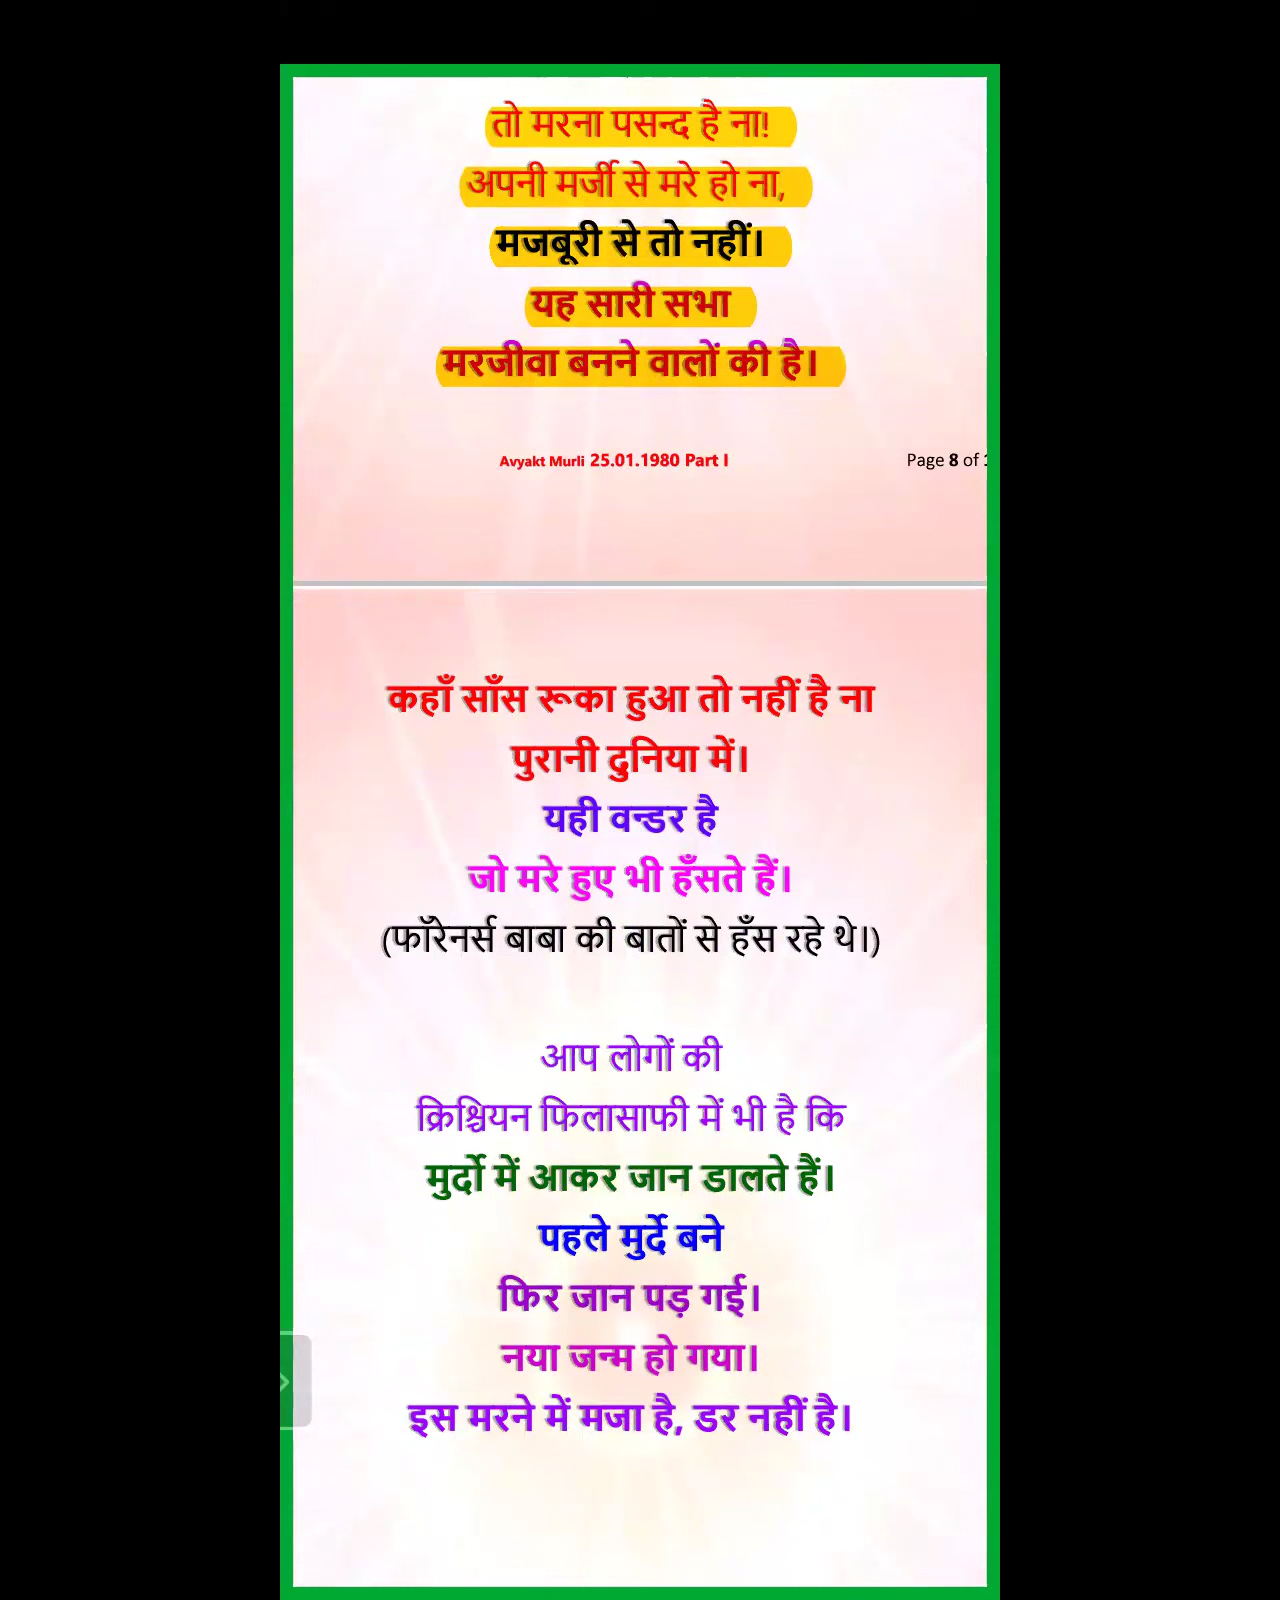 तो मरना पसन्द है ना!
अपनी मर्जी से मरे हो ना,
मजबूरी से तो नहीं।
यह सारी सभा
मरजीवा बनने वालों की है।
Avyakt Murli 25.01.1980 Part I
Page 8 of 1
कहाँ साँस रूका हुआ तो नहीं है ना
पुरानी दुनिया में।
यही वन्डर है
जो मरे हुए भी हँसते हैं।
(फॉरेनर्स बाबा की बातों से हँस रहे थे।)
आप लोगों की
क्रिश्चियन फिलासाफी में भी है कि
मुर्दो में आकर जान डालते हैं।
पहले मुर्दे बने
फिर जान पड़ गई।
नया जन्म हो गया।
इस मरने में मजा है, डर नहीं है।